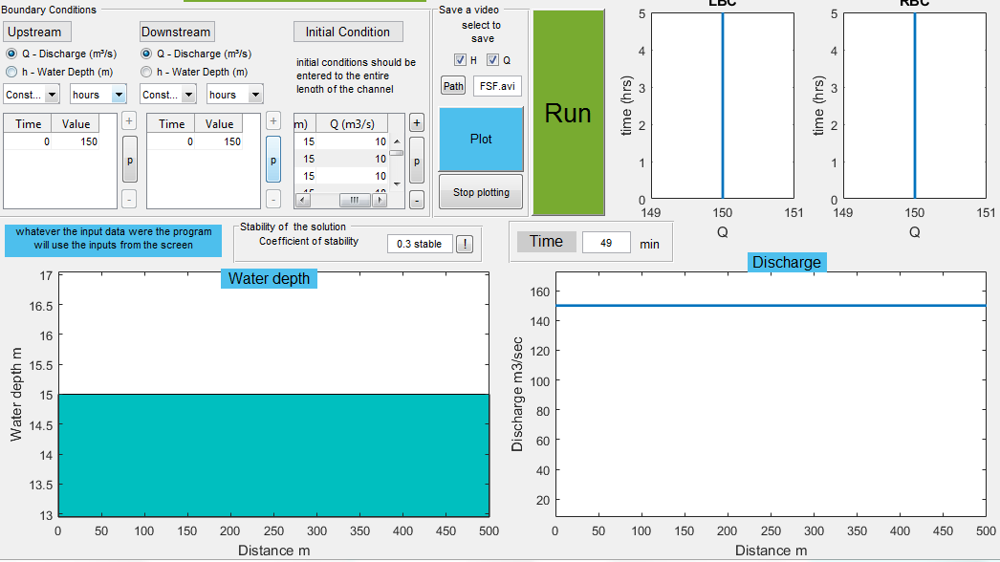 Boundary Conditions
Upstream
Downstream
Q - Discharge (m³/s)
Q - Discharge (m³/s)
h - Water Depth (m)
h - Water Depth (m)
Const...
hours
Const...
hours
Time Value
0 150
+
p
-
Time Value
0 150
+
p
-
Initial Condition
initial conditions should be
entered to the entire
lenoth of the channel
m) Q (m3/s)
15 10
15 10
15 10
15 10
+
p
-
Save a video
select to
save
H
Q
Path
FSF.avi
Plot
Stop plotting
Run
LBC
5
4
3
2
1
0
time (hrs)
149 150 151
Q
RBC
5
4
3
2
1
0
time (hrs)
149 150 151
Q
whatever the input data were the program
will use the inputs from the screen
Stability of the solution
Coefficient of stability
0.3 stable
!
Time
49
min
Water depth
17
16.5
16
15.5
15
14.5
14
13.5
13
Water depth m
0 50 100 150 200 250 300 350 400 450 500
Distance m
Discharge
160
140
120
100
80
60
40
20
Discharge m3/sec
0 50 100 150 200 250 300 350 400 450 500
Distance m